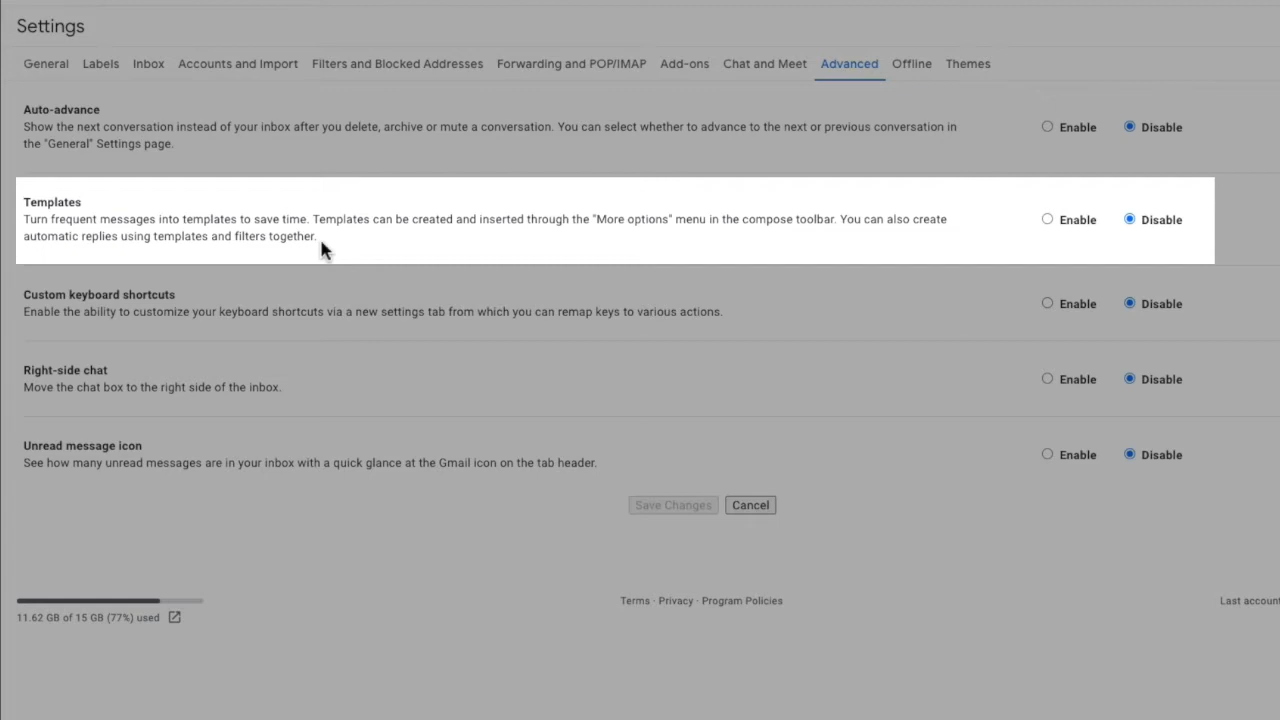 Settings
General Labels Inbox Accounts and Import Filters and Blocked Addresses Forwarding and POP/IMAP Add-ons Chat and Meet Advanced Offline Themes
Auto-advance
Show the next conversation instead of your inbox after you delete, archive or mute a conversation. You can select whether to advance to the next or previous conversation in
the "General" Settings page.
Enable Disable
Templates
Turn frequent messages into templates to save time. Templates can be created and inserted through the "More options" menu in the compose toolbar. You can also create
automatic replies using templates and filters together.
Enable Disable
Custom keyboard shortcuts
Enable the ability to customize your keyboard shortcuts via a new settings tab from which you can remap keys to various actions.
Enable Disable
Right-side chat
Move the chat box to the right side of the inbox.
Enable Disable
Unread message icon
See how many unread messages are in your inbox with a quick glance at the Gmail icon on the tab header.
Enable Disable
Save Changes Cancel
11.62 GB of 15 GB (77%) used
Terms · Privacy · Program Policies
Last account